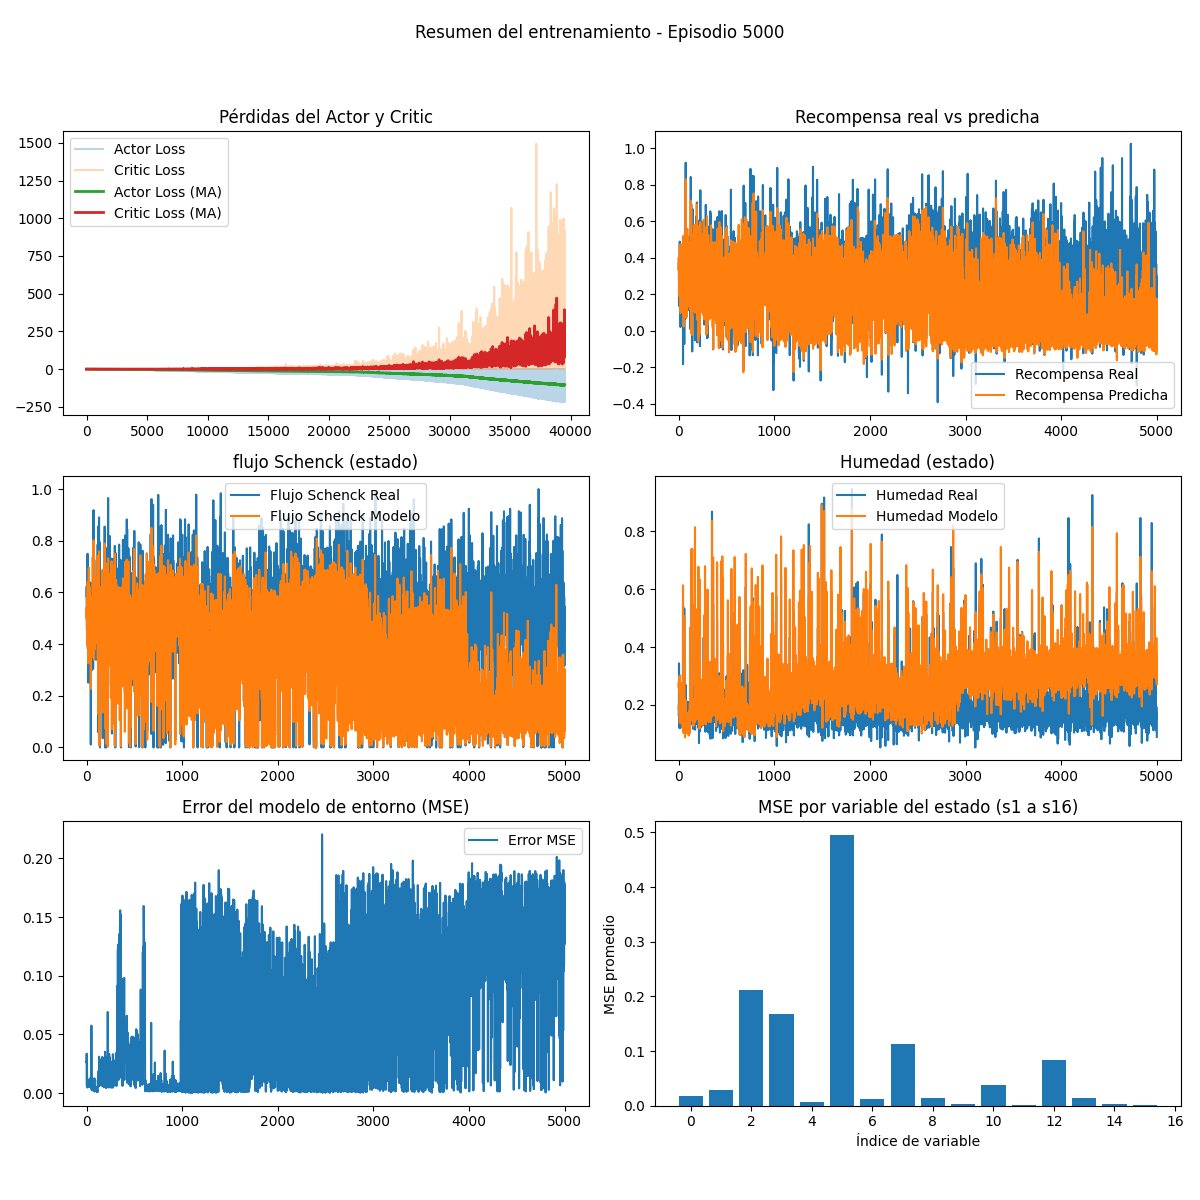 Resumen del entrenamiento - Episodio 5000
Pérdidas del Actor y Critic
1500
1250
1000
750
500
250
0
−250
Actor Loss
Critic Loss
Actor Loss (MA)
Critic Loss (MA)
0 5000 10000 15000 20000 25000 30000 35000 40000
Recompensa real vs predicha
1.0
0.8
0.6
0.4
0.2
0.0
−0.2
−0.4
Recompensa Real
Recompensa Predicha
0 1000 2000 3000 4000 5000
flujo Schenck (estado)
1.0
0.8
0.6
0.4
0.2
0.0
Flujo Schenck Real
Flujo Schenck Modelo
0 1000 2000 3000 4000 5000
Humedad (estado)
0.8
0.6
0.4
0.2
Humedad Real
Humedad Modelo
0 1000 2000 3000 4000 5000
Error del modelo de entorno (MSE)
0.20
0.15
0.10
0.05
0.00
Error MSE
0 1000 2000 3000 4000 5000
MSE por variable del estado (s1 a s16)
MSE promedio
0.5
0.4
0.3
0.2
0.1
0.0
0 2 4 6 8 10 12 14 16
Índice de variable